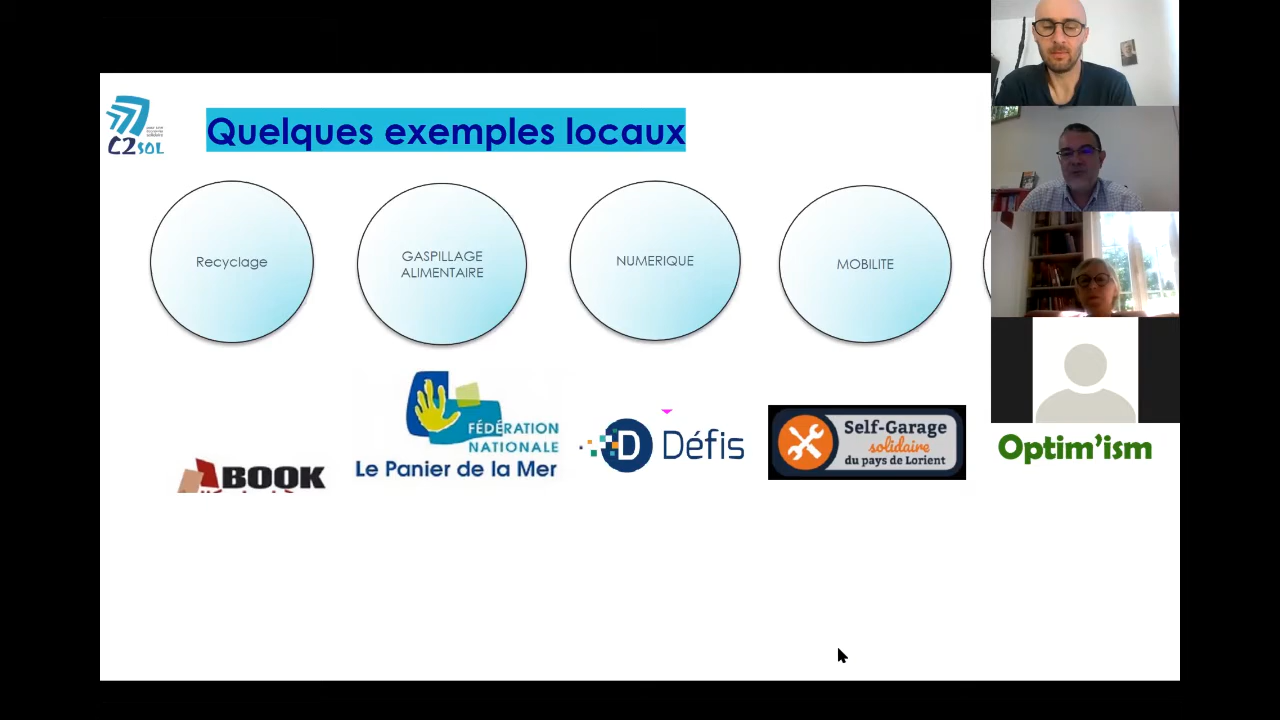 C2SOL
Quelques exemples locaux
Recyclage
GASPILLAGE
ALIMENTAIRE
NUMERIQUE
MOBILITE
BOOK
FÉDÉRATION
NATIONALE
Le Panier de la Mer
D Défis
Self-Garage
solidaire
du pays de Lorient
Optim'ism